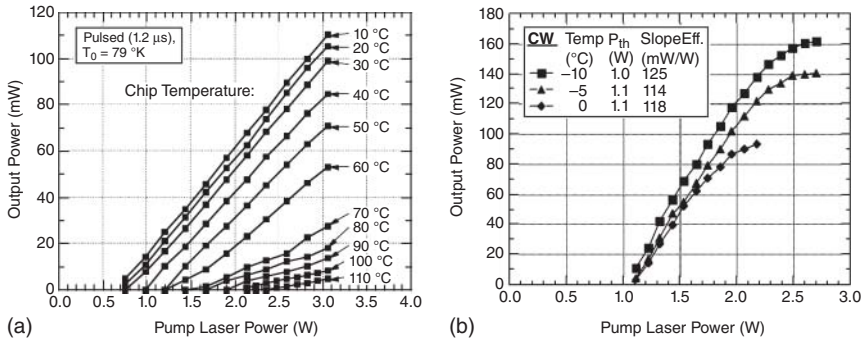 120
100
80
60
40
20
0
Output Power (mW)
Pulsed (1.2 µs),
T0 = 79 °K
Chip Temperature:
10 °C
20 °C
30 °C
40 °C
50 °C
60 °C
70 °C
80 °C
90 °C
100 °C
110 °C
0.0 0.5 1.0 1.5 2.0 2.5 3.0 3.5 4.0
Pump Laser Power (W)
(a)
180
160
140
120
100
80
60
40
20
0
Output Power (mW)
CW Temp Pth SlopeEff.
(°C) (W) (mW/W)
−10 1.0 125
−5 1.1 114
0 1.1 118
0.0 0.5 1.0 1.5 2.0 2.5 3.0
Pump Laser Power (W)
(b)